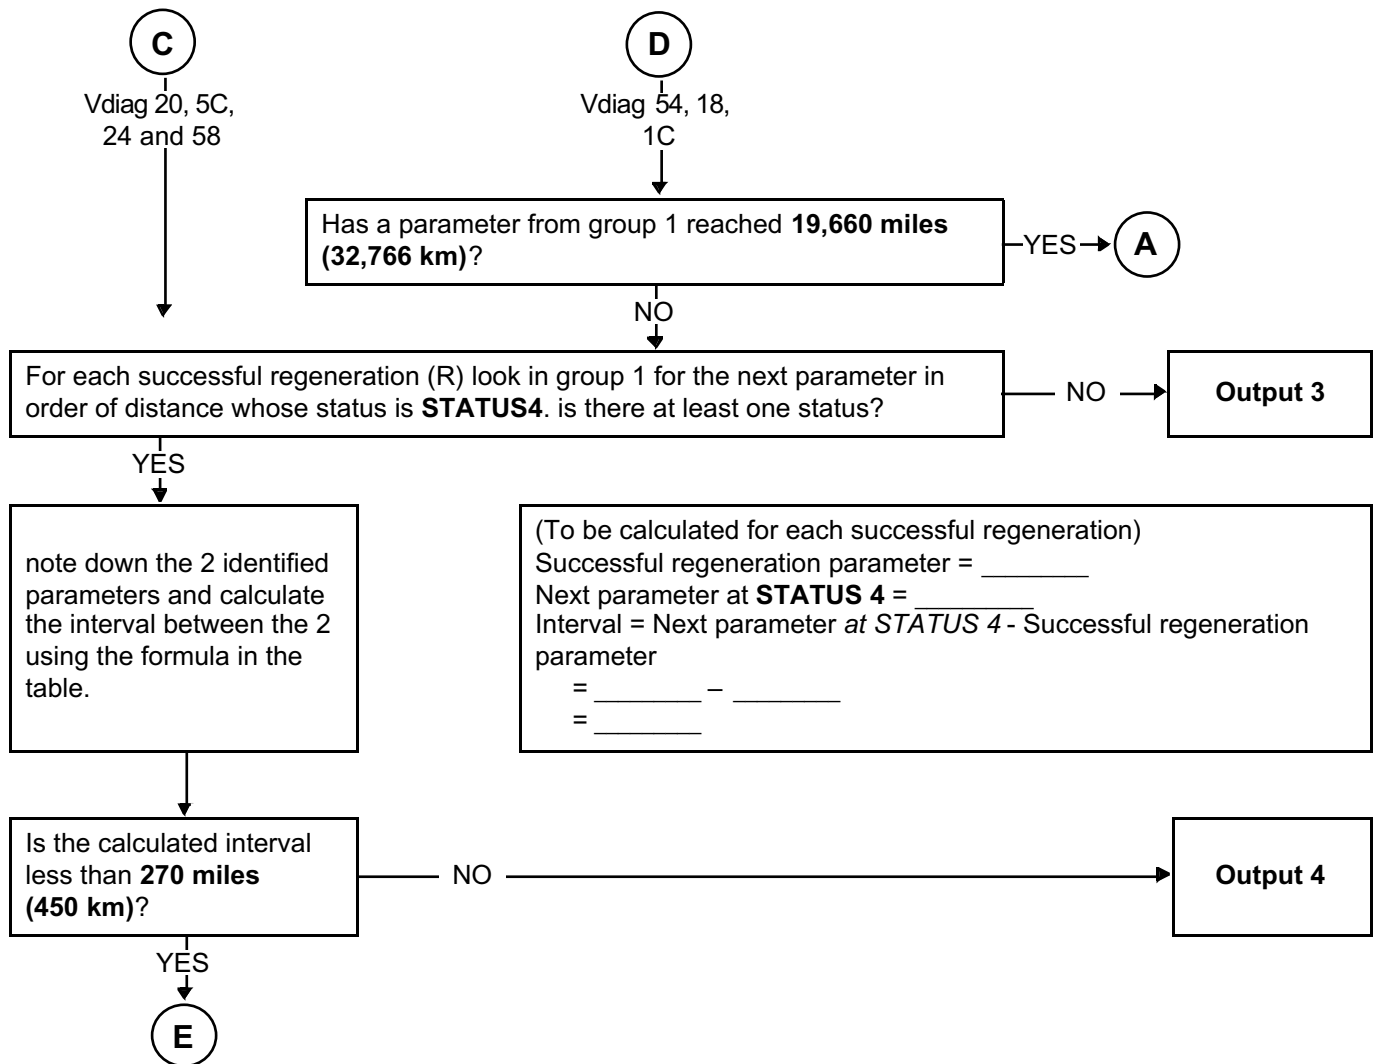 C
Vdiag 20, 5C,
24 and 58
D
Vdiag 54, 18,
1C
Has a parameter from group 1 reached 19,660 miles
(32,766 km)?
YES
A
NO
For each successful regeneration (R) look in group 1 for the next parameter in
order of distance whose status is STATUS4. is there at least one status?
NO
Output 3
YES
note down the 2 identified
parameters and calculate
the interval between the 2
using the formula in the
table.
(To be calculated for each successful regeneration)
Successful regeneration parameter = ________
Next parameter at STATUS 4 = _________
Interval = Next parameter at STATUS 4 - Successful regeneration
parameter
= ________ – ________
= ________
Is the calculated interval
less than 270 miles
(450 km)?
NO
Output 4
YES
E